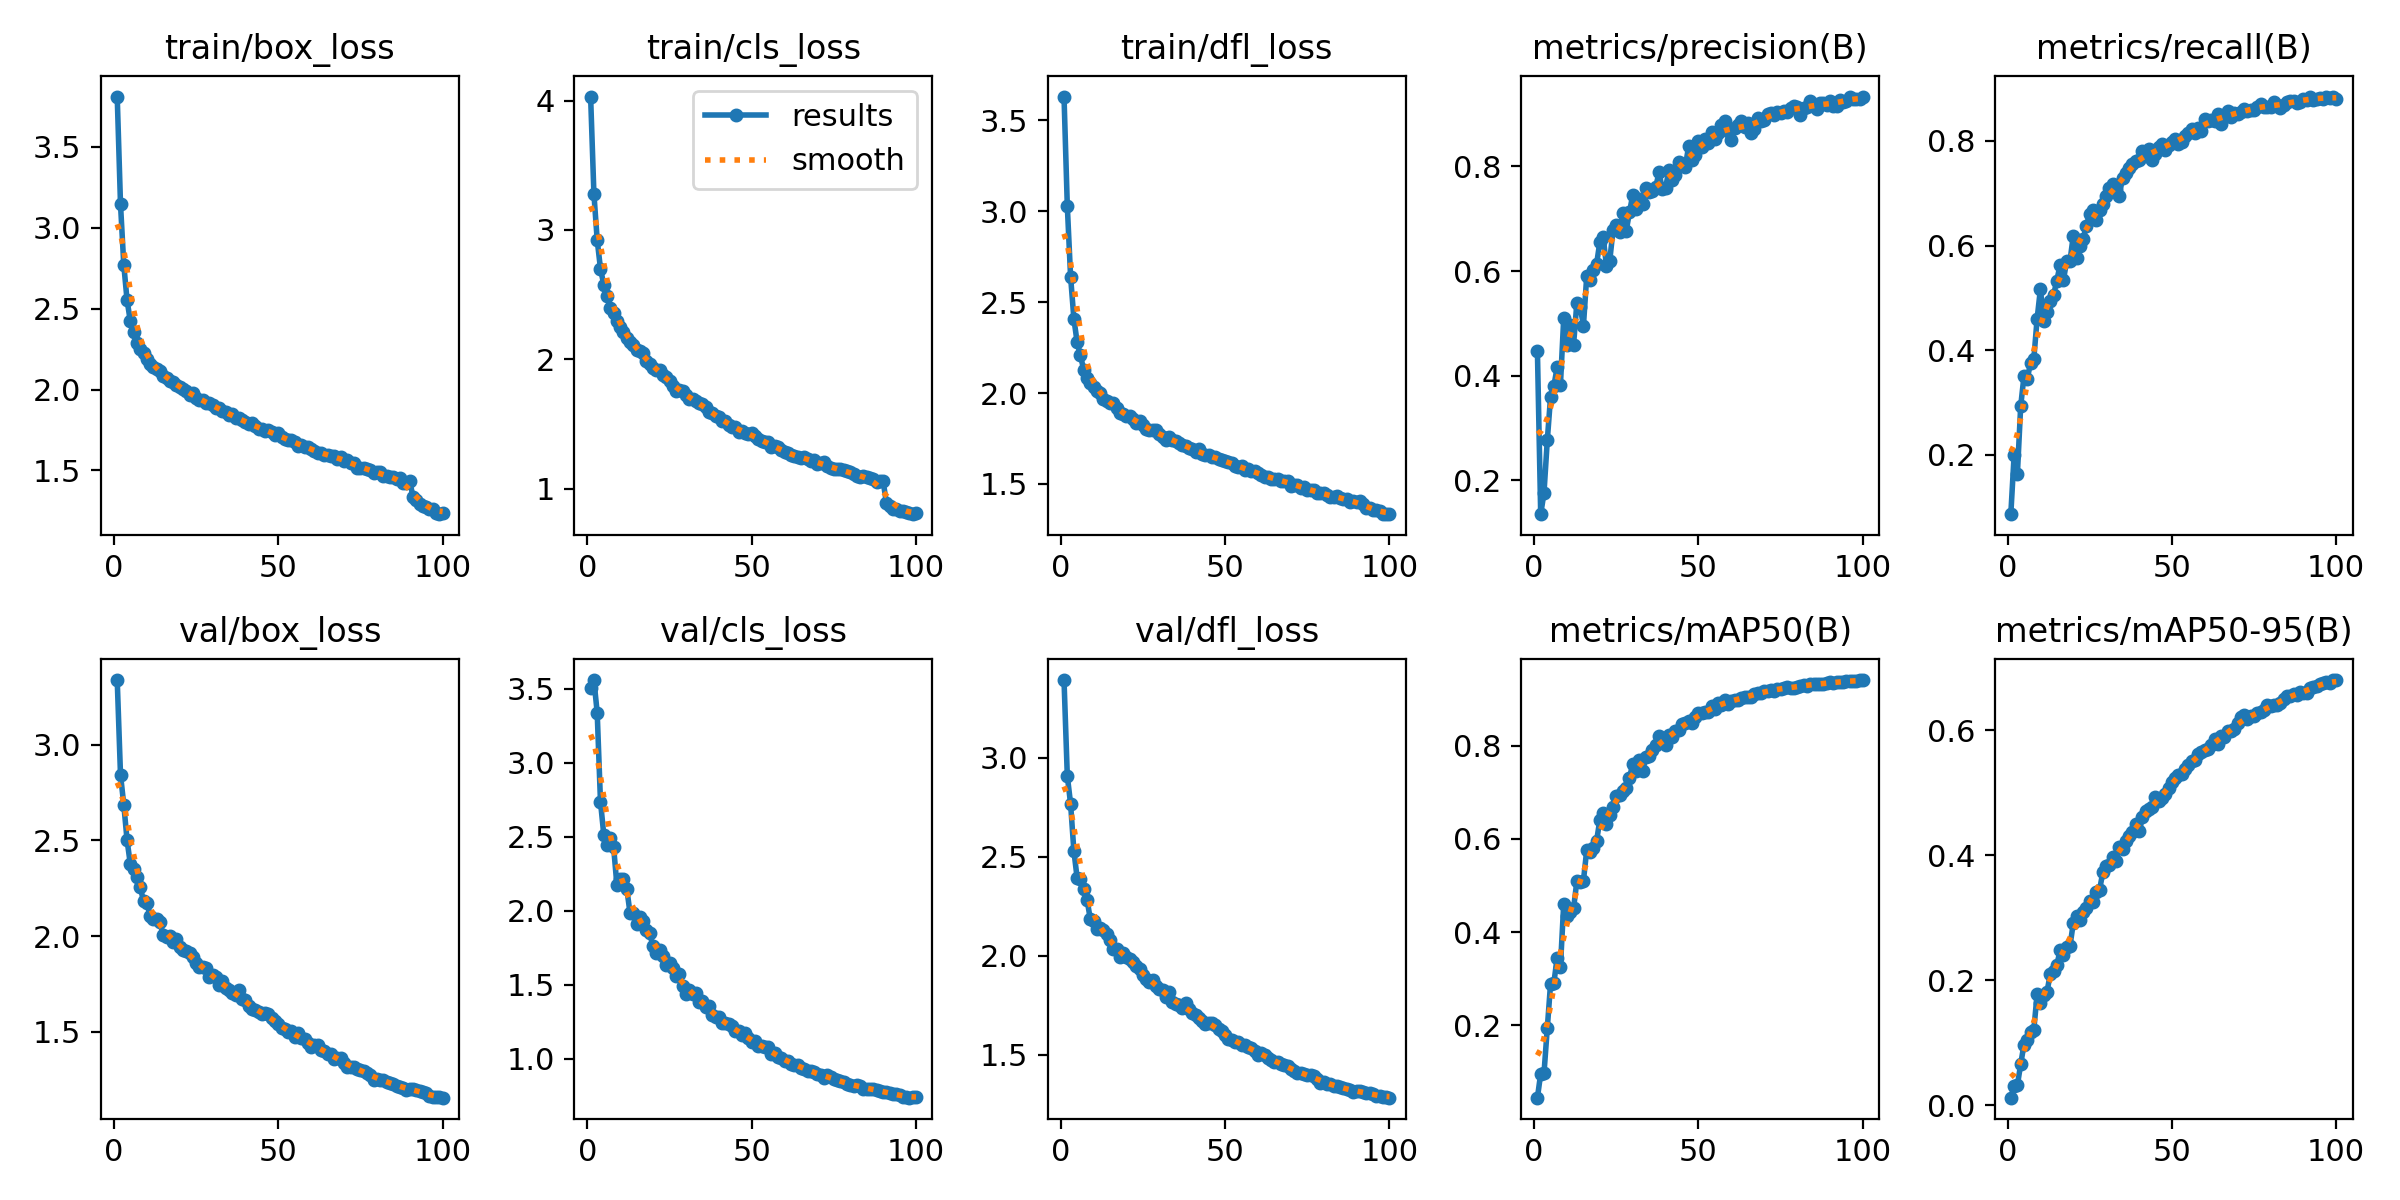 train/box_loss
3.5
3.0
2.5
2.0
1.5
0 50 100
train/cls_loss
results
smooth
4
3
2
1
0 50 100
train/dfl_loss
3.5
3.0
2.5
2.0
1.5
0 50 100
metrics/precision(B)
0.8
0.6
0.4
0.2
0 50 100
metrics/recall(B)
0.8
0.6
0.4
0.2
0 50 100
val/box_loss
3.0
2.5
2.0
1.5
0 50 100
val/cls_loss
3.5
3.0
2.5
2.0
1.5
1.0
0 50 100
val/dfl_loss
3.0
2.5
2.0
1.5
0 50 100
metrics/mAP50(B)
0.8
0.6
0.4
0.2
0 50 100
metrics/mAP50-95(B)
0.6
0.4
0.2
0.0
0 50 100